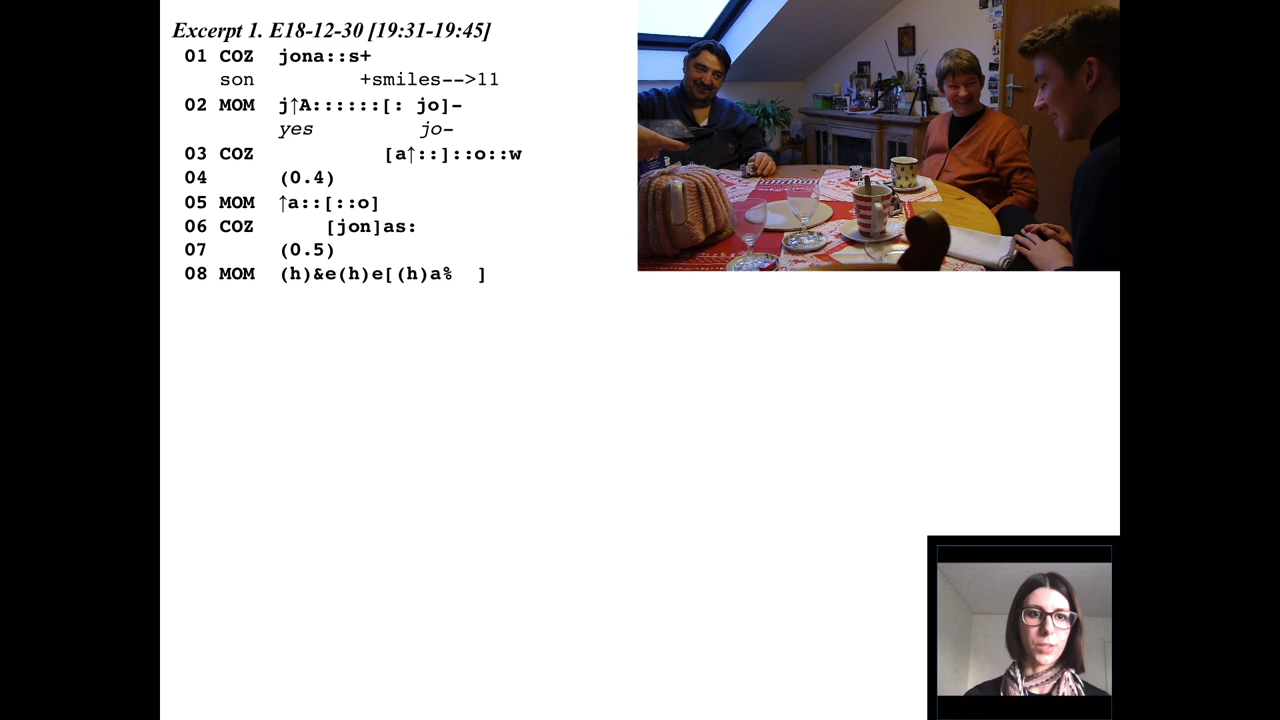 Excerpt 1. E18-12-30 [19:31-19:45]
01 COZ jona::s+
son +smiles-->11
02 MOM j↑A::::::[: jo]-
yes jo-
03 COZ [a↑::]::o::w
04 (0.4)
05 MOM ↑a::[::o]
06 COZ [jon]as:
07 (0.5)
08 MOM (h)&e(h)e[(h)a% ]